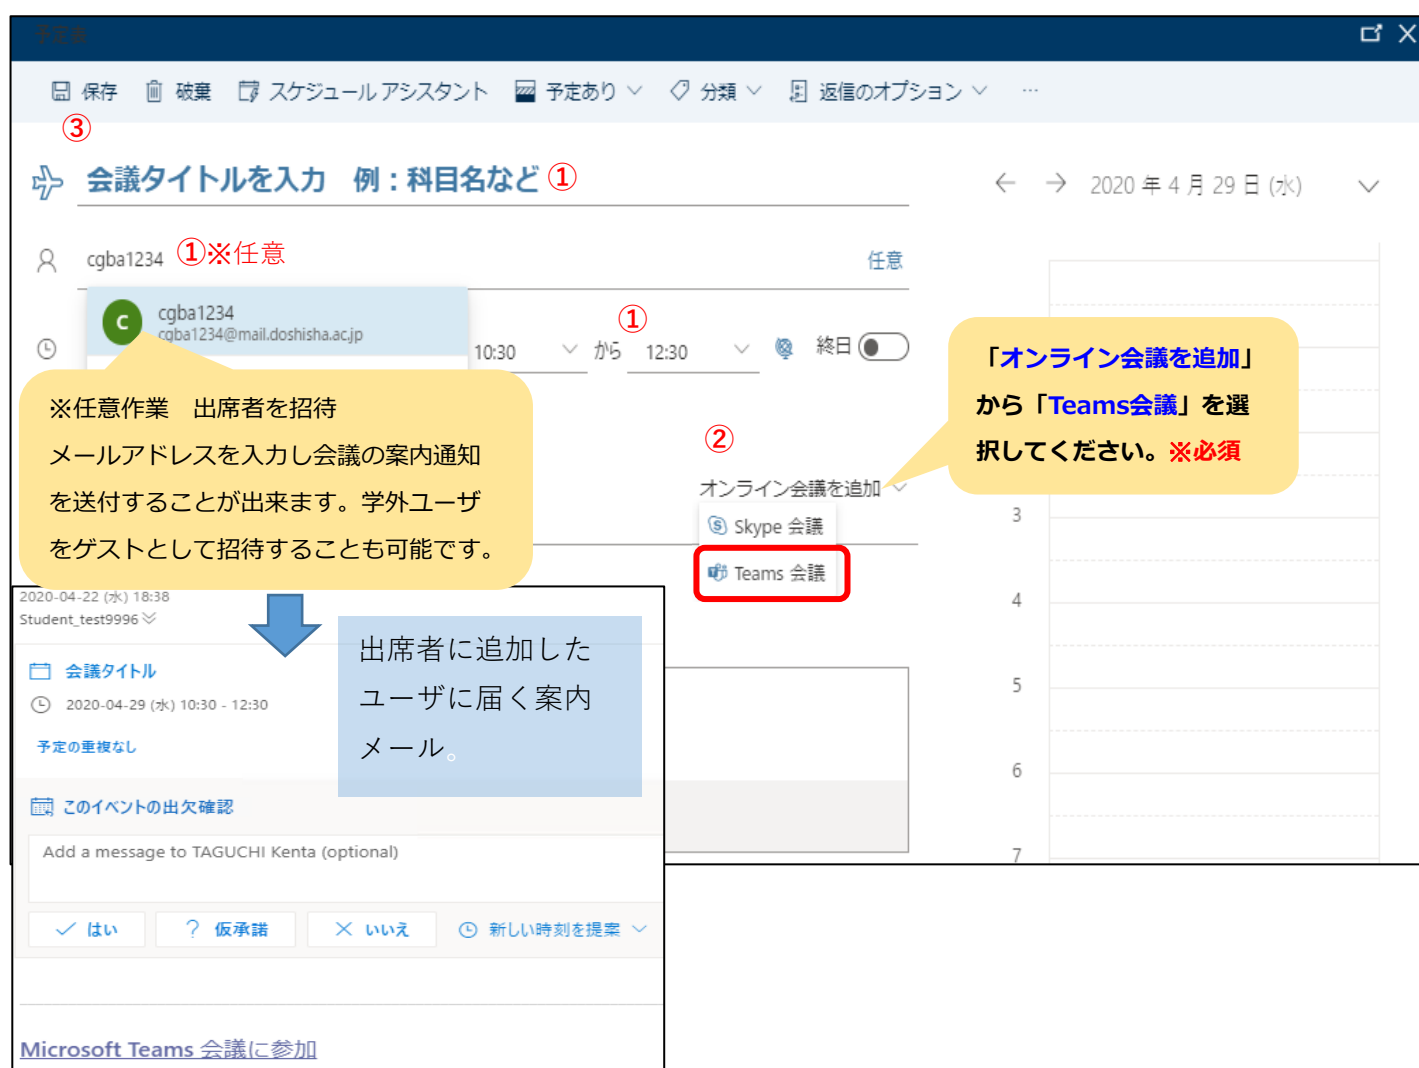 予定表
保存 破棄 スケジュール アシスタント 予定あり 分類 返信のオプション …
③
会議タイトルを入力 例：科目名など ①
2020 年 4 月 29 日 (水)
cgba1234 ①※任意 任意
C
cgba1234
cgba1234@mail.doshisha.ac.jp
①
10:30 から 12:30 終日
「オンライン会議を追加」
から「Teams会議」を選
択してください。※必須
※任意作業 出席者を招待
メールアドレスを入力し会議の案内通知
を送付することが出来ます。学外ユーザ
をゲストとして招待することも可能です。
②
オンライン会議を追加
Skype 会議
Teams 会議
3
4
5
6
7
2020-04-22 (水) 18:38
Student_test9996
出席者に追加した
ユーザに届く案内
メール。
会議タイトル
2020-04-29 (水) 10:30 - 12:30
予定の重複なし
このイベントの出欠確認
Add a message to TAGUCHI Kenta (optional)
はい ? 仮承諾 いいえ 新しい時刻を提案
Microsoft Teams 会議に参加